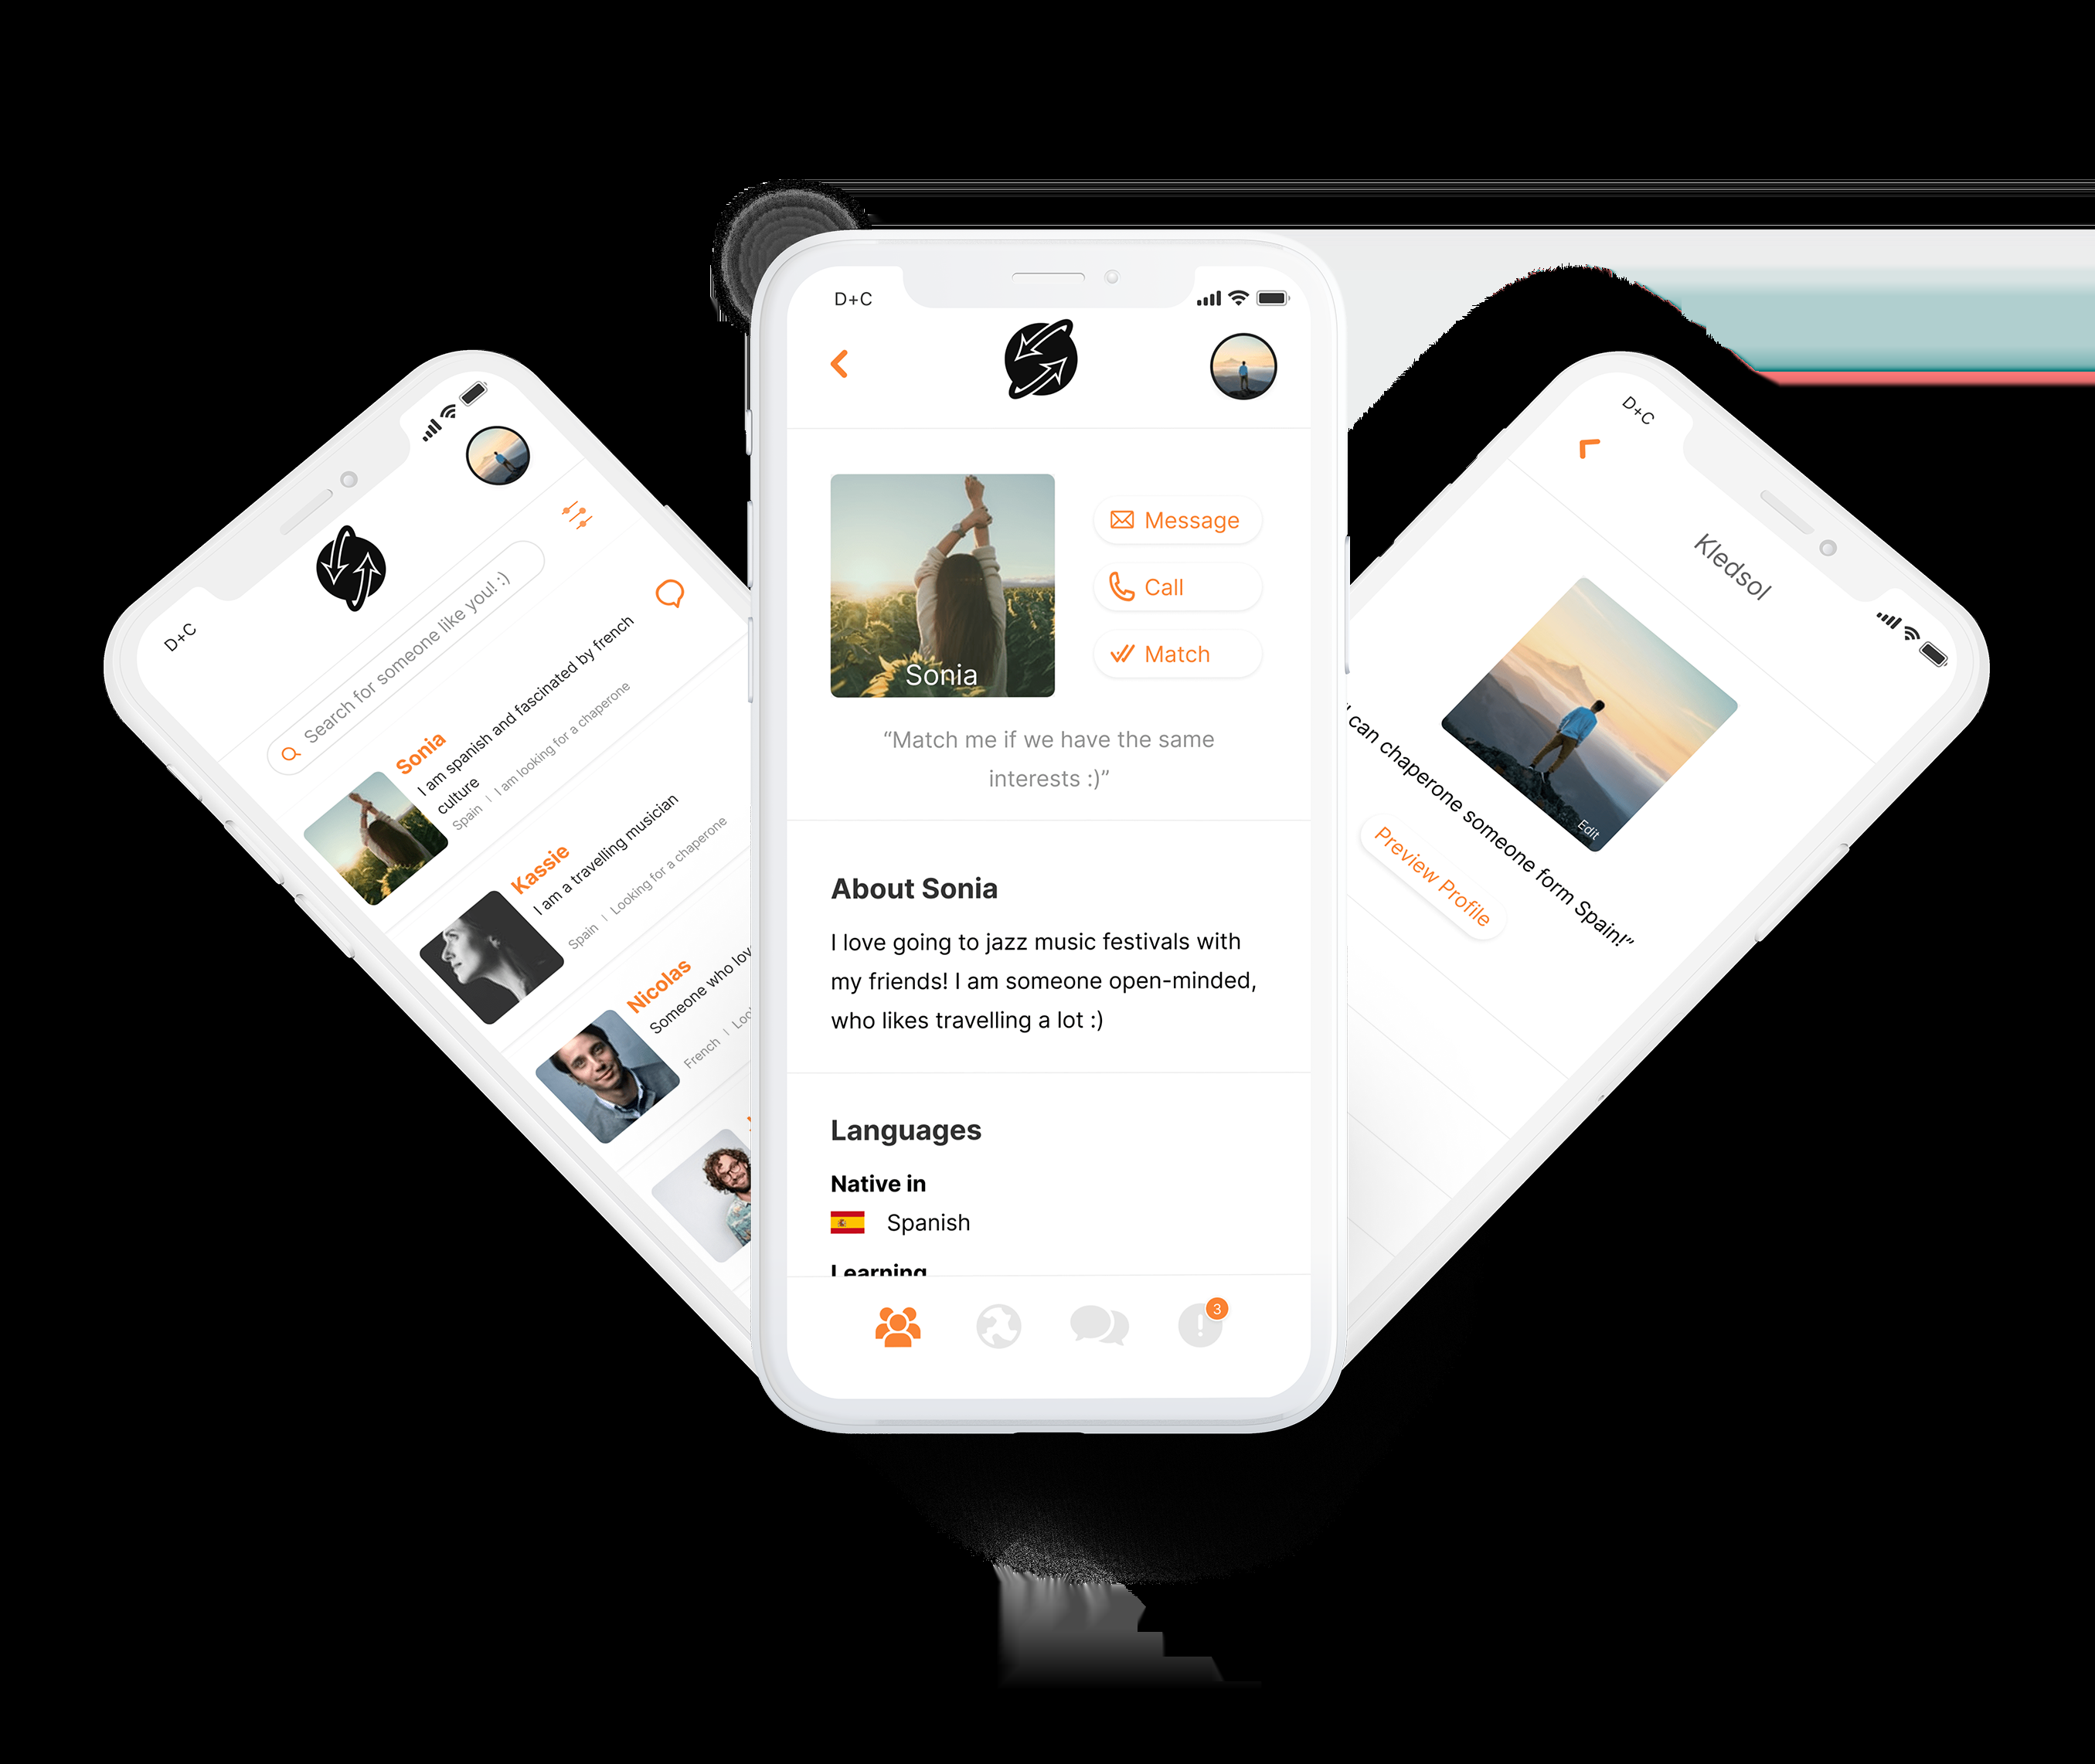 D+C
Search for someone like you! :)
Sonia
I am spanish and fascinated by french
culture
Spain | I am looking for a chaperone
Kassie
I am a travelling musician
Spain | Looking for a chaperone
Nicolas
Someone who
French
D+C
Message
Call
Match
Sonia
“Match me if we have the same
interests :)”
About Sonia
I love going to jazz music festivals with
my friends! I am someone open-minded,
who likes travelling a lot :)
Languages
Native in
Spanish
Learning
3
D+C
Kledsol
Edit
can chaperone someone form Spain!”
Preview Profile